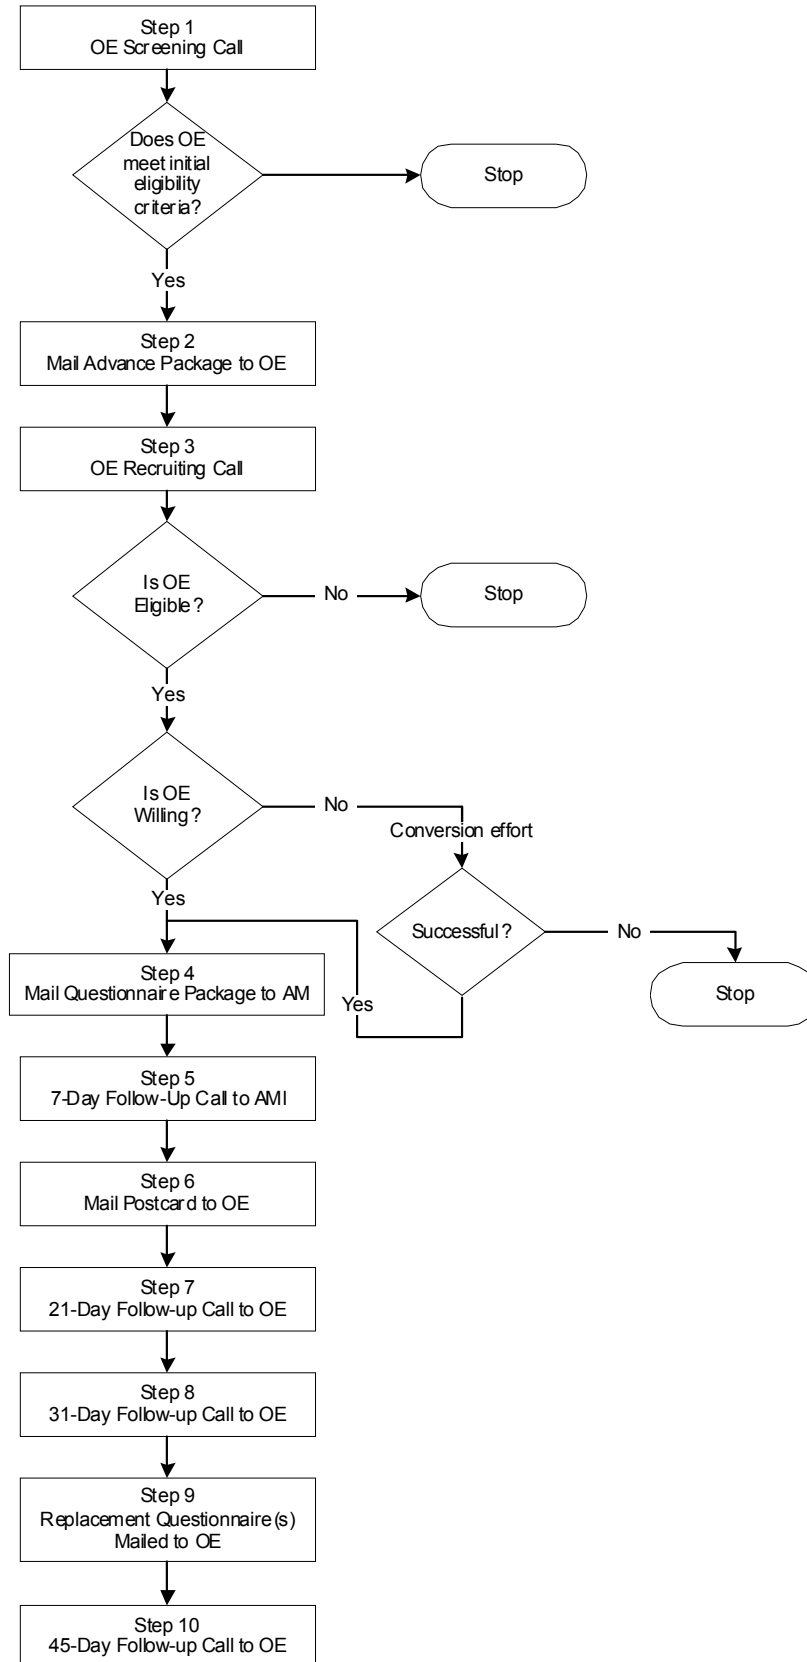 Step 1
OE Screening Call
Does OE
meet initial
eligibility
criteria?
Stop
Yes
Step 2
Mail Advance Package to OE
Step 3
OE Recruiting Call
Is OE
Eligible?
No
Stop
Yes
Is OE
Willing?
No
Conversion effort
Yes
Successful?
No
Stop
Step 4
Mail Questionnaire Package to AM
Yes
Step 5
7-Day Follow-Up Call to AMI
Step 6
Mail Postcard to OE
Step 7
21-Day Follow-up Call to OE
Step 8
31-Day Follow-up Call to OE
Step 9
Replacement Questionnaire(s)
Mailed to OE
Step 10
45-Day Follow-up Call to OE